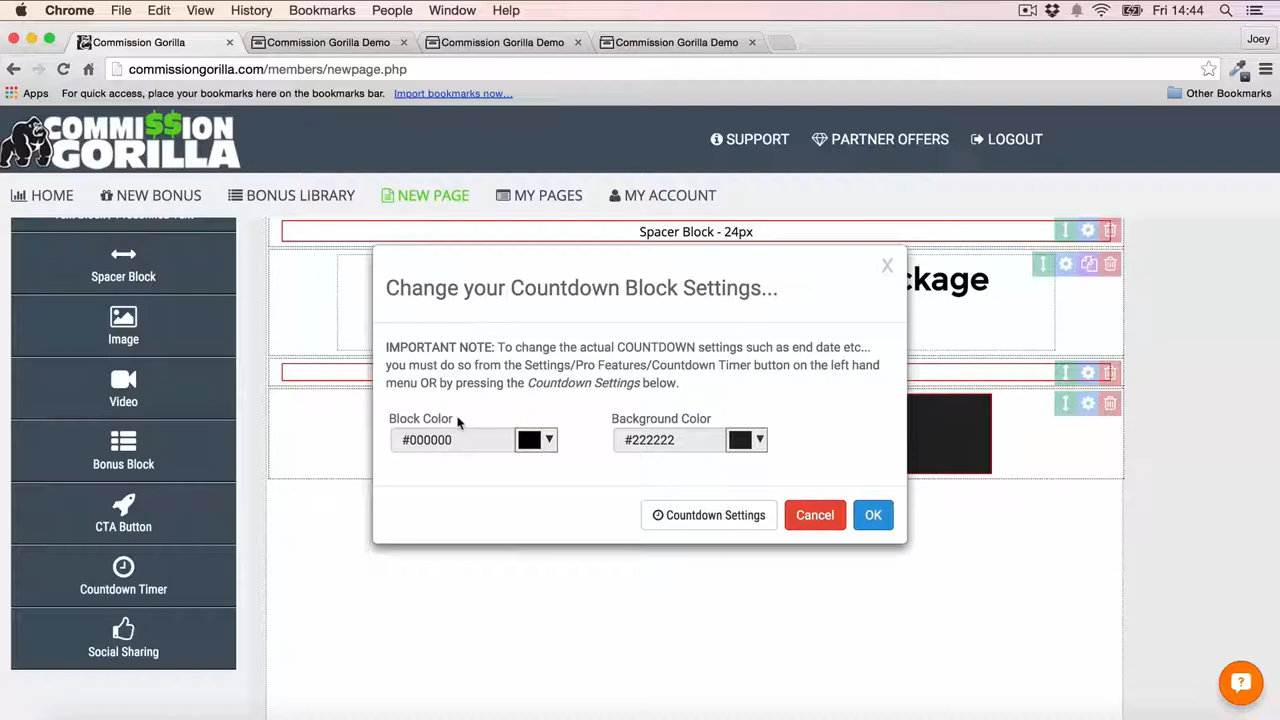 Chrome File Edit View History Bookmarks People Window Help Fri 14:44
Commission Gorilla Commission Gorilla Demo Commission Gorilla Demo Commission Gorilla Demo Joey
commissiongorilla.com/members/newpage.php
Apps For quick access, place your bookmarks here on the bookmarks bar. Import bookmarks now... Other Bookmarks
COMMI$$ION
GORILLA
SUPPORT PARTNER OFFERS LOGOUT
HOME NEW BONUS BONUS LIBRARY NEW PAGE MY PAGES MY ACCOUNT
Spacer Block - 24px
Spacer Block
Image
Video
Bonus Block
CTA Button
Countdown Timer
Social Sharing
ckage
X
Change your Countdown Block Settings...
IMPORTANT NOTE: To change the actual COUNTDOWN settings such as end date etc...
you must do so from the Settings/Pro Features/Countdown Timer button on the left hand
menu OR by pressing the Countdown Settings below.
Block Color Background Color
#000000 #222222
Countdown Settings Cancel OK